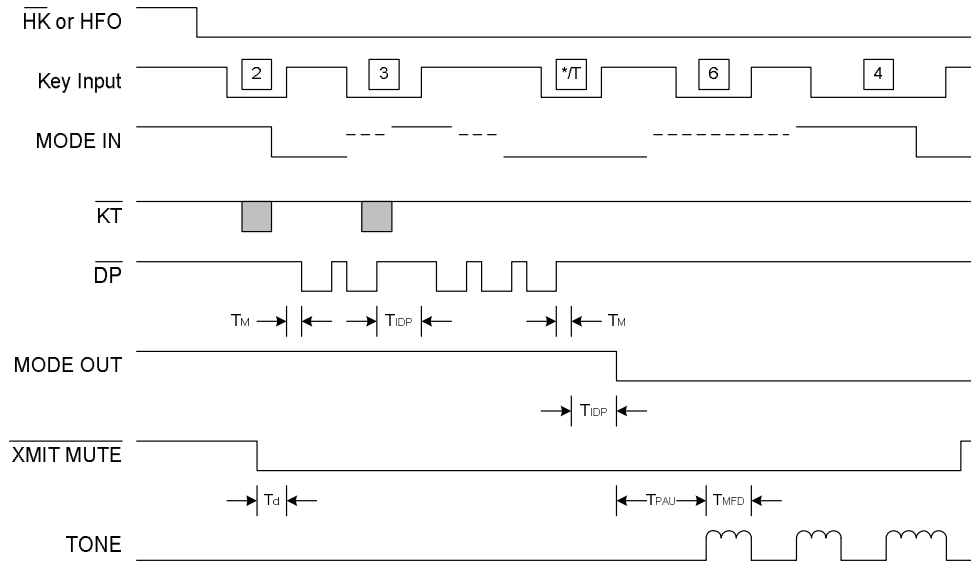 HK or HFO
Key Input 2 3 */T 6 4
MODE IN
KT
DP
TM TIDP TM
MODE OUT
TIDP
XMIT MUTE
Td TPAU TMFD
TONE